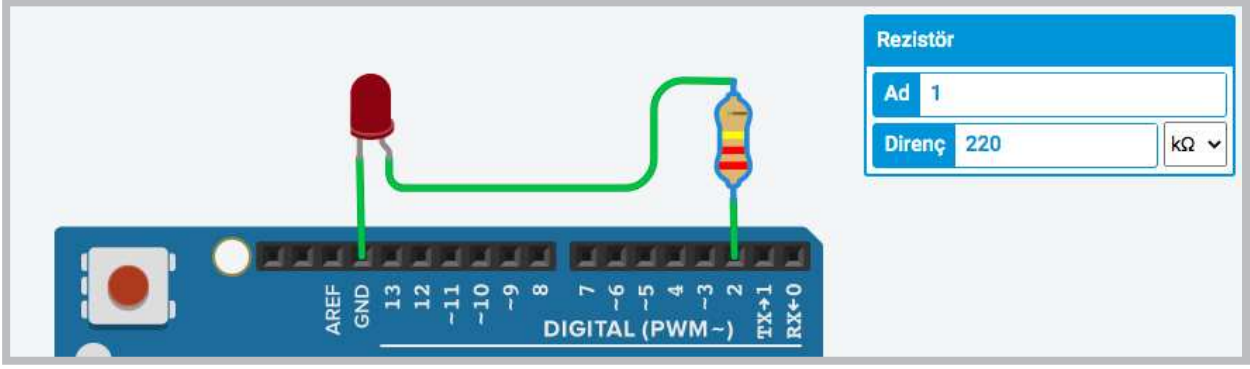 Rezistör
Ad 1
Direnç 220 kΩ
AREF
GND
13
12
~11
~10
~9
8
7
~6
~5
4
~3
2
TX→1
RX←0
DIGITAL (PWM~)